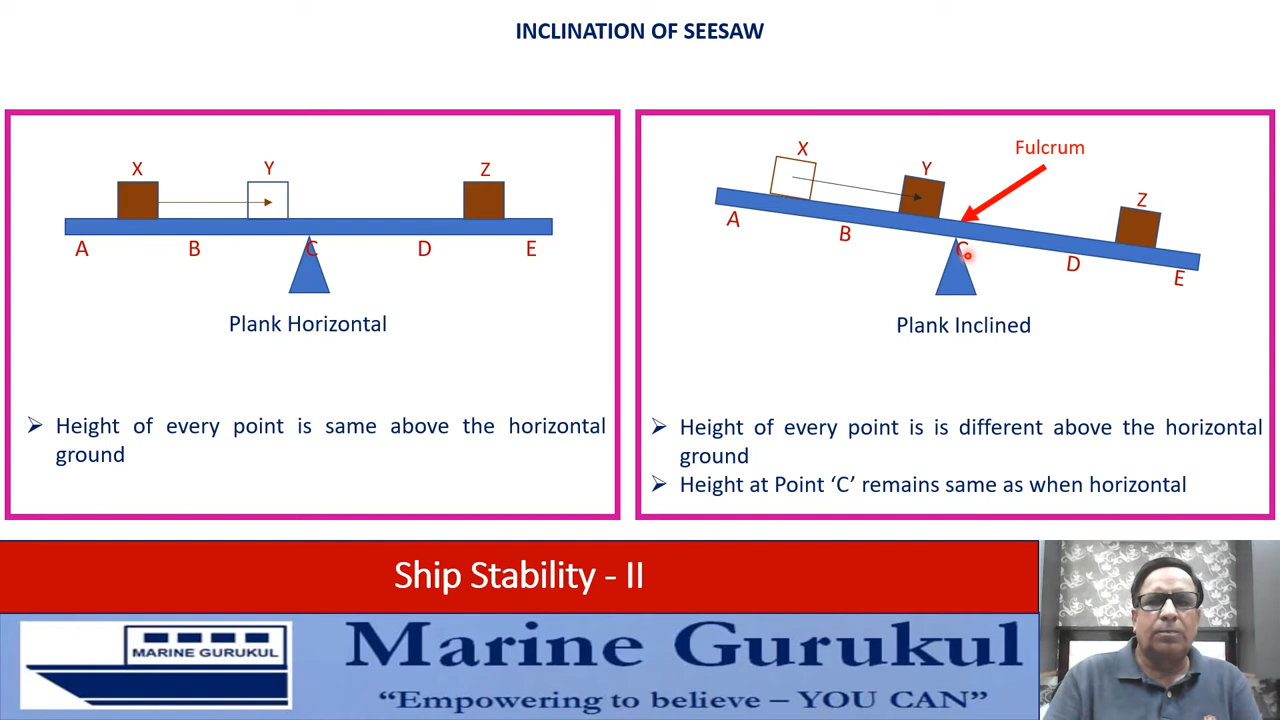 INCLINATION OF SEESAW
X
Y
Z
A
B
C
D
E
Plank Horizontal
Height of every point is same above the horizontal
ground
X
Y
Fulcrum
Z
A
B
C
D
E
Plank Inclined
Height of every point is is different above the horizontal
ground
Height at Point ‘C’ remains same as when horizontal
Ship Stability - II
MARINE GURUKUL
Marine Gurukul
“Empowering to believe – YOU CAN”